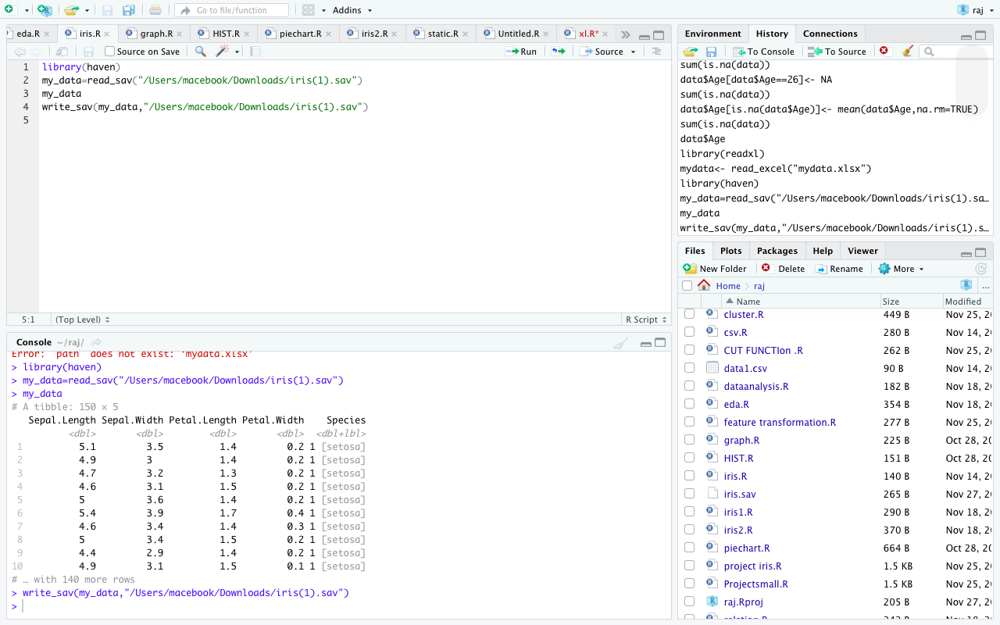 Go to file/function Addins raj
eda.R iris.R graph.R HIST.R piechart.R iris2.R static.R Untitled.R xl.R*
Source on Save Run Source
1 library(haven)
2 my_data=read_sav("/Users/macebook/Downloads/iris(1).sav")
3 my_data
4 write_sav(my_data,"/Users/macebook/Downloads/iris(1).sav")
5
5:1 (Top Level) R Script
Console ~/raj/
Error: `path` does not exist: ‘mydata.xlsx’
> library(haven)
> my_data=read_sav("/Users/macebook/Downloads/iris(1).sav")
> my_data
# A tibble: 150 × 5
Sepal.Length Sepal.Width Petal.Length Petal.Width Species
<dbl> <dbl> <dbl> <dbl> <dbl+lbl>
1 5.1 3.5 1.4 0.2 1 [setosa]
2 4.9 3 1.4 0.2 1 [setosa]
3 4.7 3.2 1.3 0.2 1 [setosa]
4 4.6 3.1 1.5 0.2 1 [setosa]
5 5 3.6 1.4 0.2 1 [setosa]
6 5.4 3.9 1.7 0.4 1 [setosa]
7 4.6 3.4 1.4 0.3 1 [setosa]
8 5 3.4 1.5 0.2 1 [setosa]
9 4.4 2.9 1.4 0.2 1 [setosa]
10 4.9 3.1 1.5 0.1 1 [setosa]
# … with 140 more rows
> write_sav(my_data,"/Users/macebook/Downloads/iris(1).sav")
>
Environment History Connections
To Console To Source
sum(is.na(data))
data$Age[data$Age==26]<- NA
sum(is.na(data))
data$Age[is.na(data$Age)]<- mean(data$Age,na.rm=TRUE)
sum(is.na(data))
data$Age
library(readxl)
mydata<- read_excel("mydata.xlsx")
library(haven)
my_data=read_sav("/Users/macebook/Downloads/iris(1).sa…
my_data
write_sav(my_data,"/Users/macebook/Downloads/iris(1).s…
Files Plots Packages Help Viewer
New Folder Delete Rename More
Home raj ...
Name Size Modified
cluster.R 449 B Nov 25, 2
csv.R 280 B Nov 14, 2
CUT FUNCTIon .R 262 B Nov 25, 2
data1.csv 90 B Nov 14, 2
dataanalysis.R 182 B Nov 18, 2
eda.R 354 B Nov 18, 2
feature transformation.R 277 B Nov 25, 2
graph.R 225 B Oct 28, 2
HIST.R 151 B Oct 28, 2
iris.R 140 B Nov 14, 2
iris.sav 265 B Nov 27, 2
iris1.R 290 B Nov 18, 2
iris2.R 370 B Nov 18, 2
piechart.R 664 B Oct 28, 2
project iris.R 1.5 KB Nov 25, 2
Projectsmall.R 1.5 KB Nov 25, 2
raj.Rproj 205 B Nov 27, 2